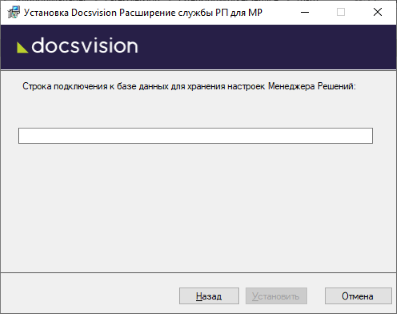 Установка Docsvision Расширение службы РП для МР
docsvision
Строка подключения к базе данных для хранения настроек Менеджера Решений:
Назад
Установить
Отмена